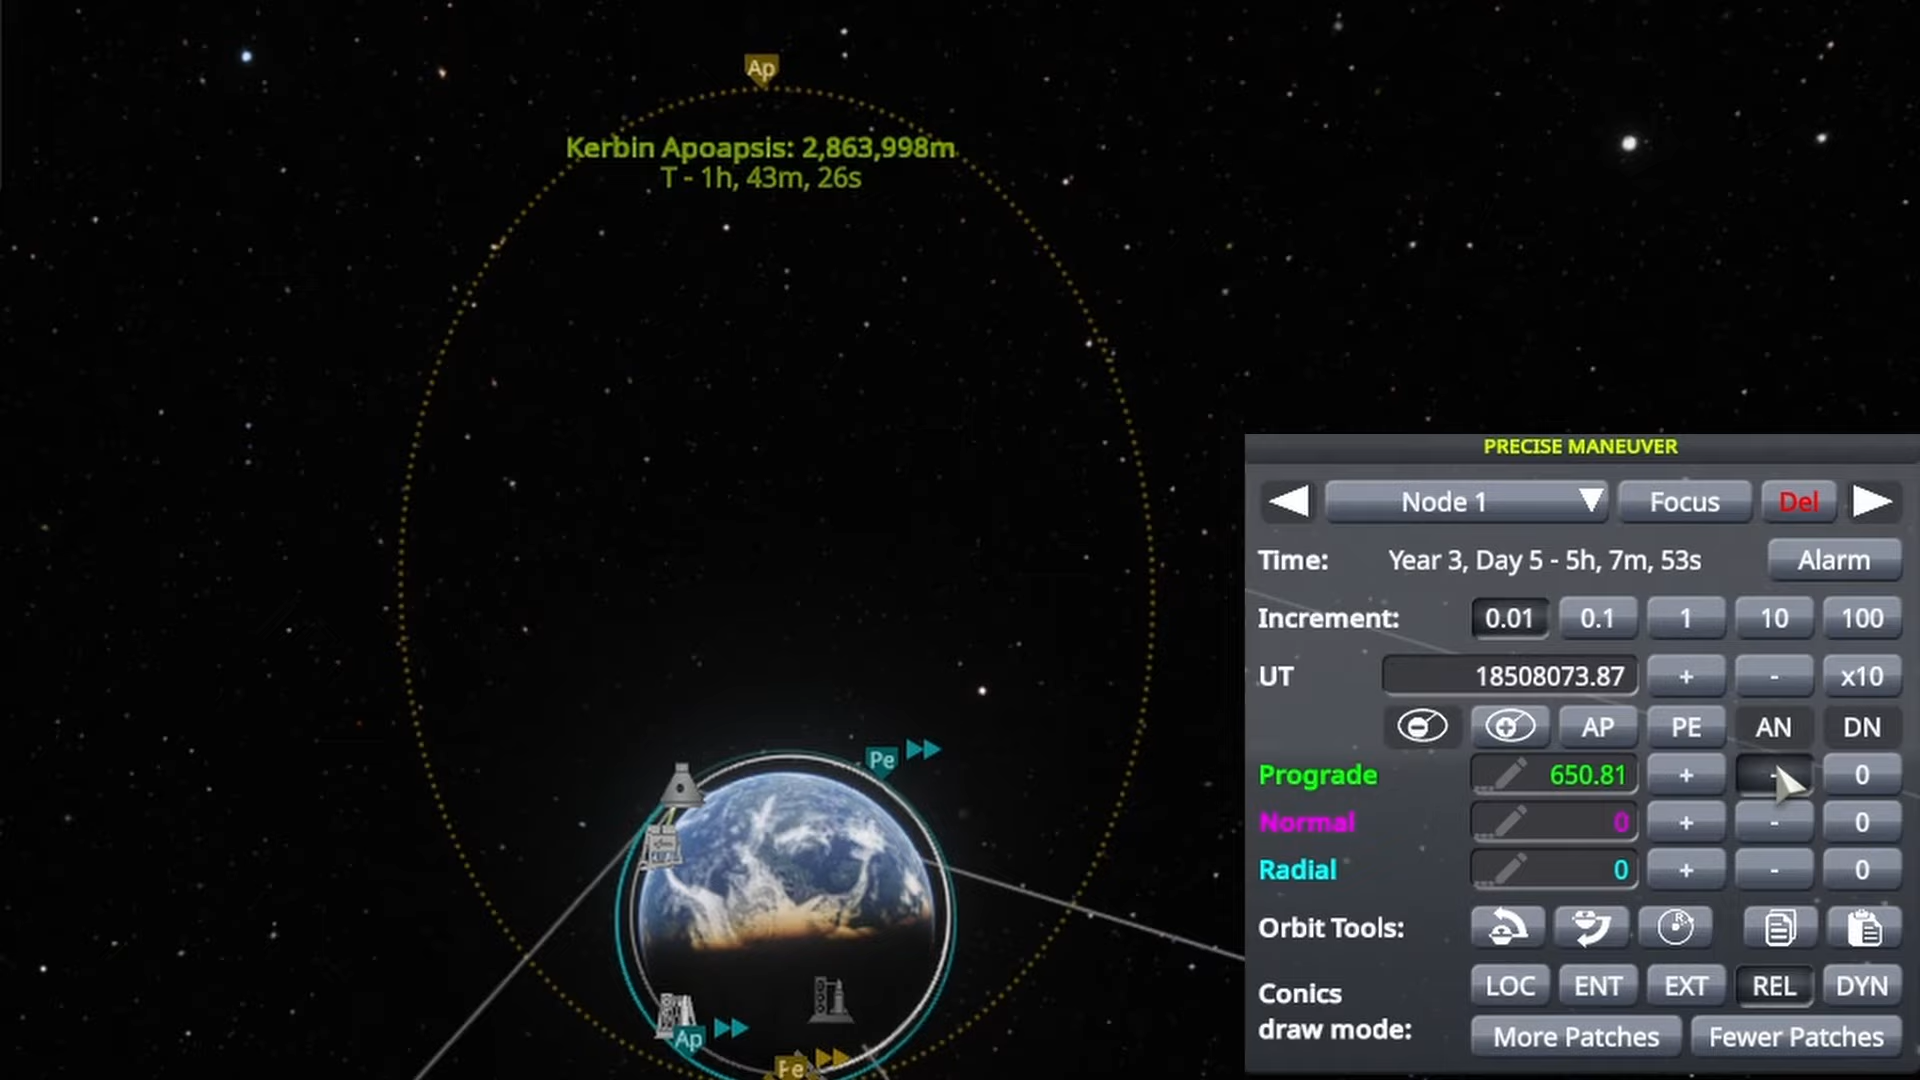 Ap
Kerbin Apoapsis: 2,863,998m
T - 1h, 43m, 26s
Pe
Ap
Pe
PRECISE MANEUVER
Node 1 Focus Del
Time: Year 3, Day 5 - 5h, 7m, 53s Alarm
Increment: 0.01 0.1 1 10 100
UT 18508073.87 + - x10
AP PE AN DN
Prograde 650.81 + - 0
Normal 0 + - 0
Radial 0 + - 0
Orbit Tools:
Conics
draw mode:
LOC ENT EXT REL DYN
More Patches Fewer Patches